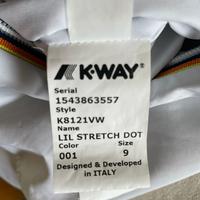 K-WAY®
Serial
1543863557
Style
K8121VW
Name
LIL STRETCH DOT
Color Size
001 9
Designed & Developed
in ITALY